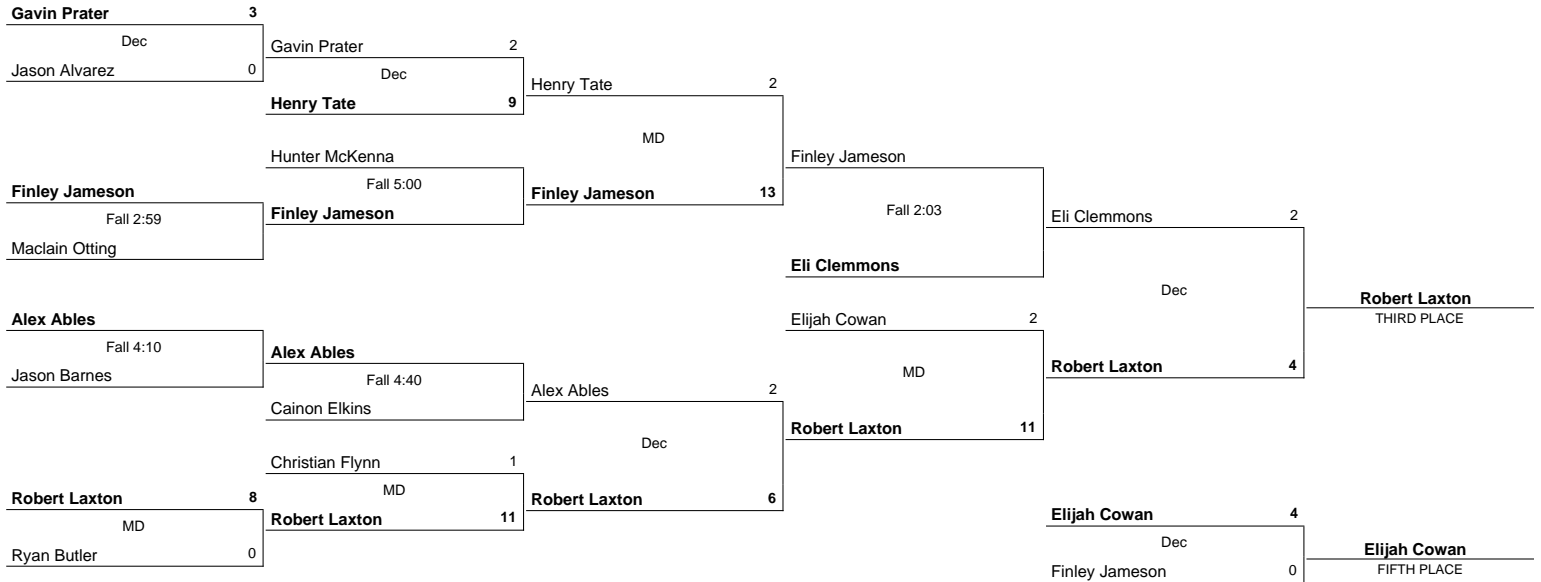 Gavin Prater 3
Dec
Jason Alvarez 0
Finley Jameson
Fall 2:59
Maclain Otting
Alex Ables
Fall 4:10
Jason Barnes
Robert Laxton 8
MD
Ryan Butler 0
Gavin Prater 2
Dec
Henry Tate 9
Hunter McKenna
Fall 5:00
Finley Jameson
Alex Ables
Fall 4:40
Cainon Elkins
Christian Flynn 1
MD
Robert Laxton 11
Henry Tate 2
MD
Finley Jameson 13
Alex Ables 2
Dec
Robert Laxton 6
Finley Jameson
Fall 2:03
Eli Clemmons
Elijah Cowan 2
MD
Robert Laxton 11
Eli Clemmons 2
Dec
Robert Laxton 4
Robert Laxton
THIRD PLACE
Elijah Cowan 4
Dec
Finley Jameson 0
Elijah Cowan
FIFTH PLACE